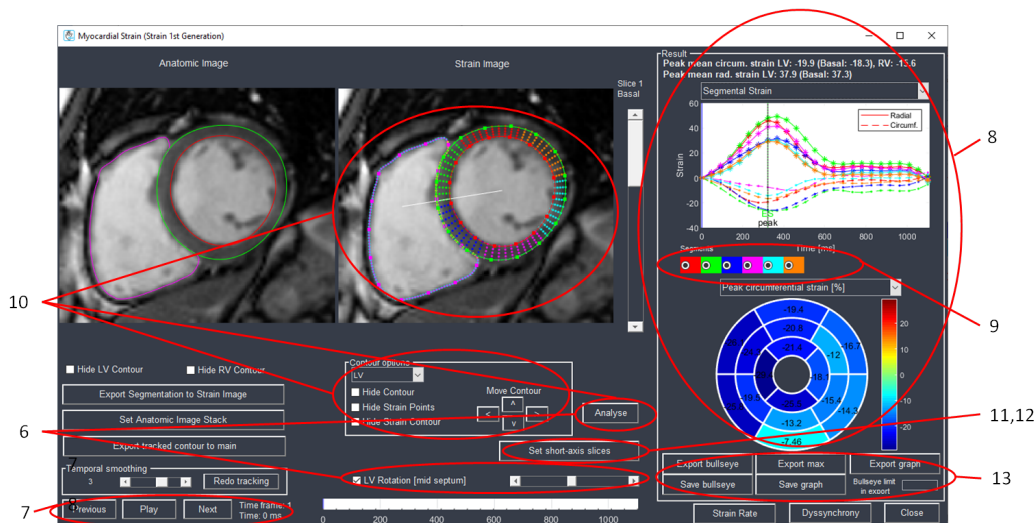 Myocardial Strain (Strain 1st Generation)
Anatomic Image
Strain Image
Slice 1
Basal
Result
Peak mean circum. strain LV: -19.9 (Basal: -18.3), RV: -15.6
Peak mean rad. strain LV: 37.9 (Basal: 37.3)
Segmental Strain
60
40
20
0
-20
-40
Strain
Radial
Circumf.
ES
peak
0 200 400 600 800 1000
Segments
Time [ms]
8
9
10
Peak circumferential strain [%]
-19.4
-20.8
-21.4
-16.7
-12
-18
-15.4
-14.3
-19.5
-13.2
-7.46
20
10
0
-10
-20
Hide LV Contour
Hide RV Contour
Export Segmentation to Strain Image
Set Anatomic Image Stack
Export tracked contour to main
Contour options
LV
Hide Contour
Hide Strain Points
Hide Strain Contour
Move Contour
<
^
>
v
Analyse
Set short-axis slices
6
11,12
7
Temporal smoothing
3
Redo tracking
LV Rotation [mid septum]
8
7
Previous
Play
Next
Time frame: 1
Time: 0 ms
0 200 400 600 800 1000
Export bullseye
Export max
Export graph
Save bullseye
Save graph
Bullseye limit
in exoort
13
Strain Rate
Dyssynchrony
Close